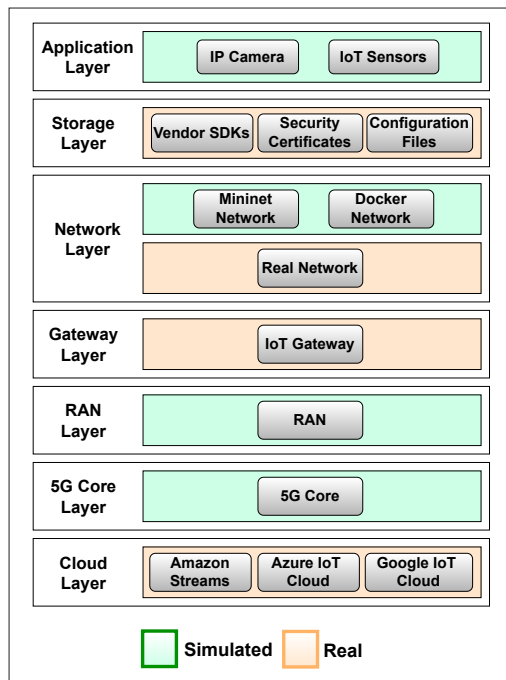 Application
Layer
IP Camera
IoT Sensors
Storage
Layer
Vendor SDKs
Security
Certificates
Configuration
Files
Network
Layer
Mininet
Network
Docker
Network
Real Network
Gateway
Layer
IoT Gateway
RAN
Layer
RAN
5G Core
Layer
5G Core
Cloud
Layer
Amazon
Streams
Azure IoT
Cloud
Google IoT
Cloud
Simulated
Real